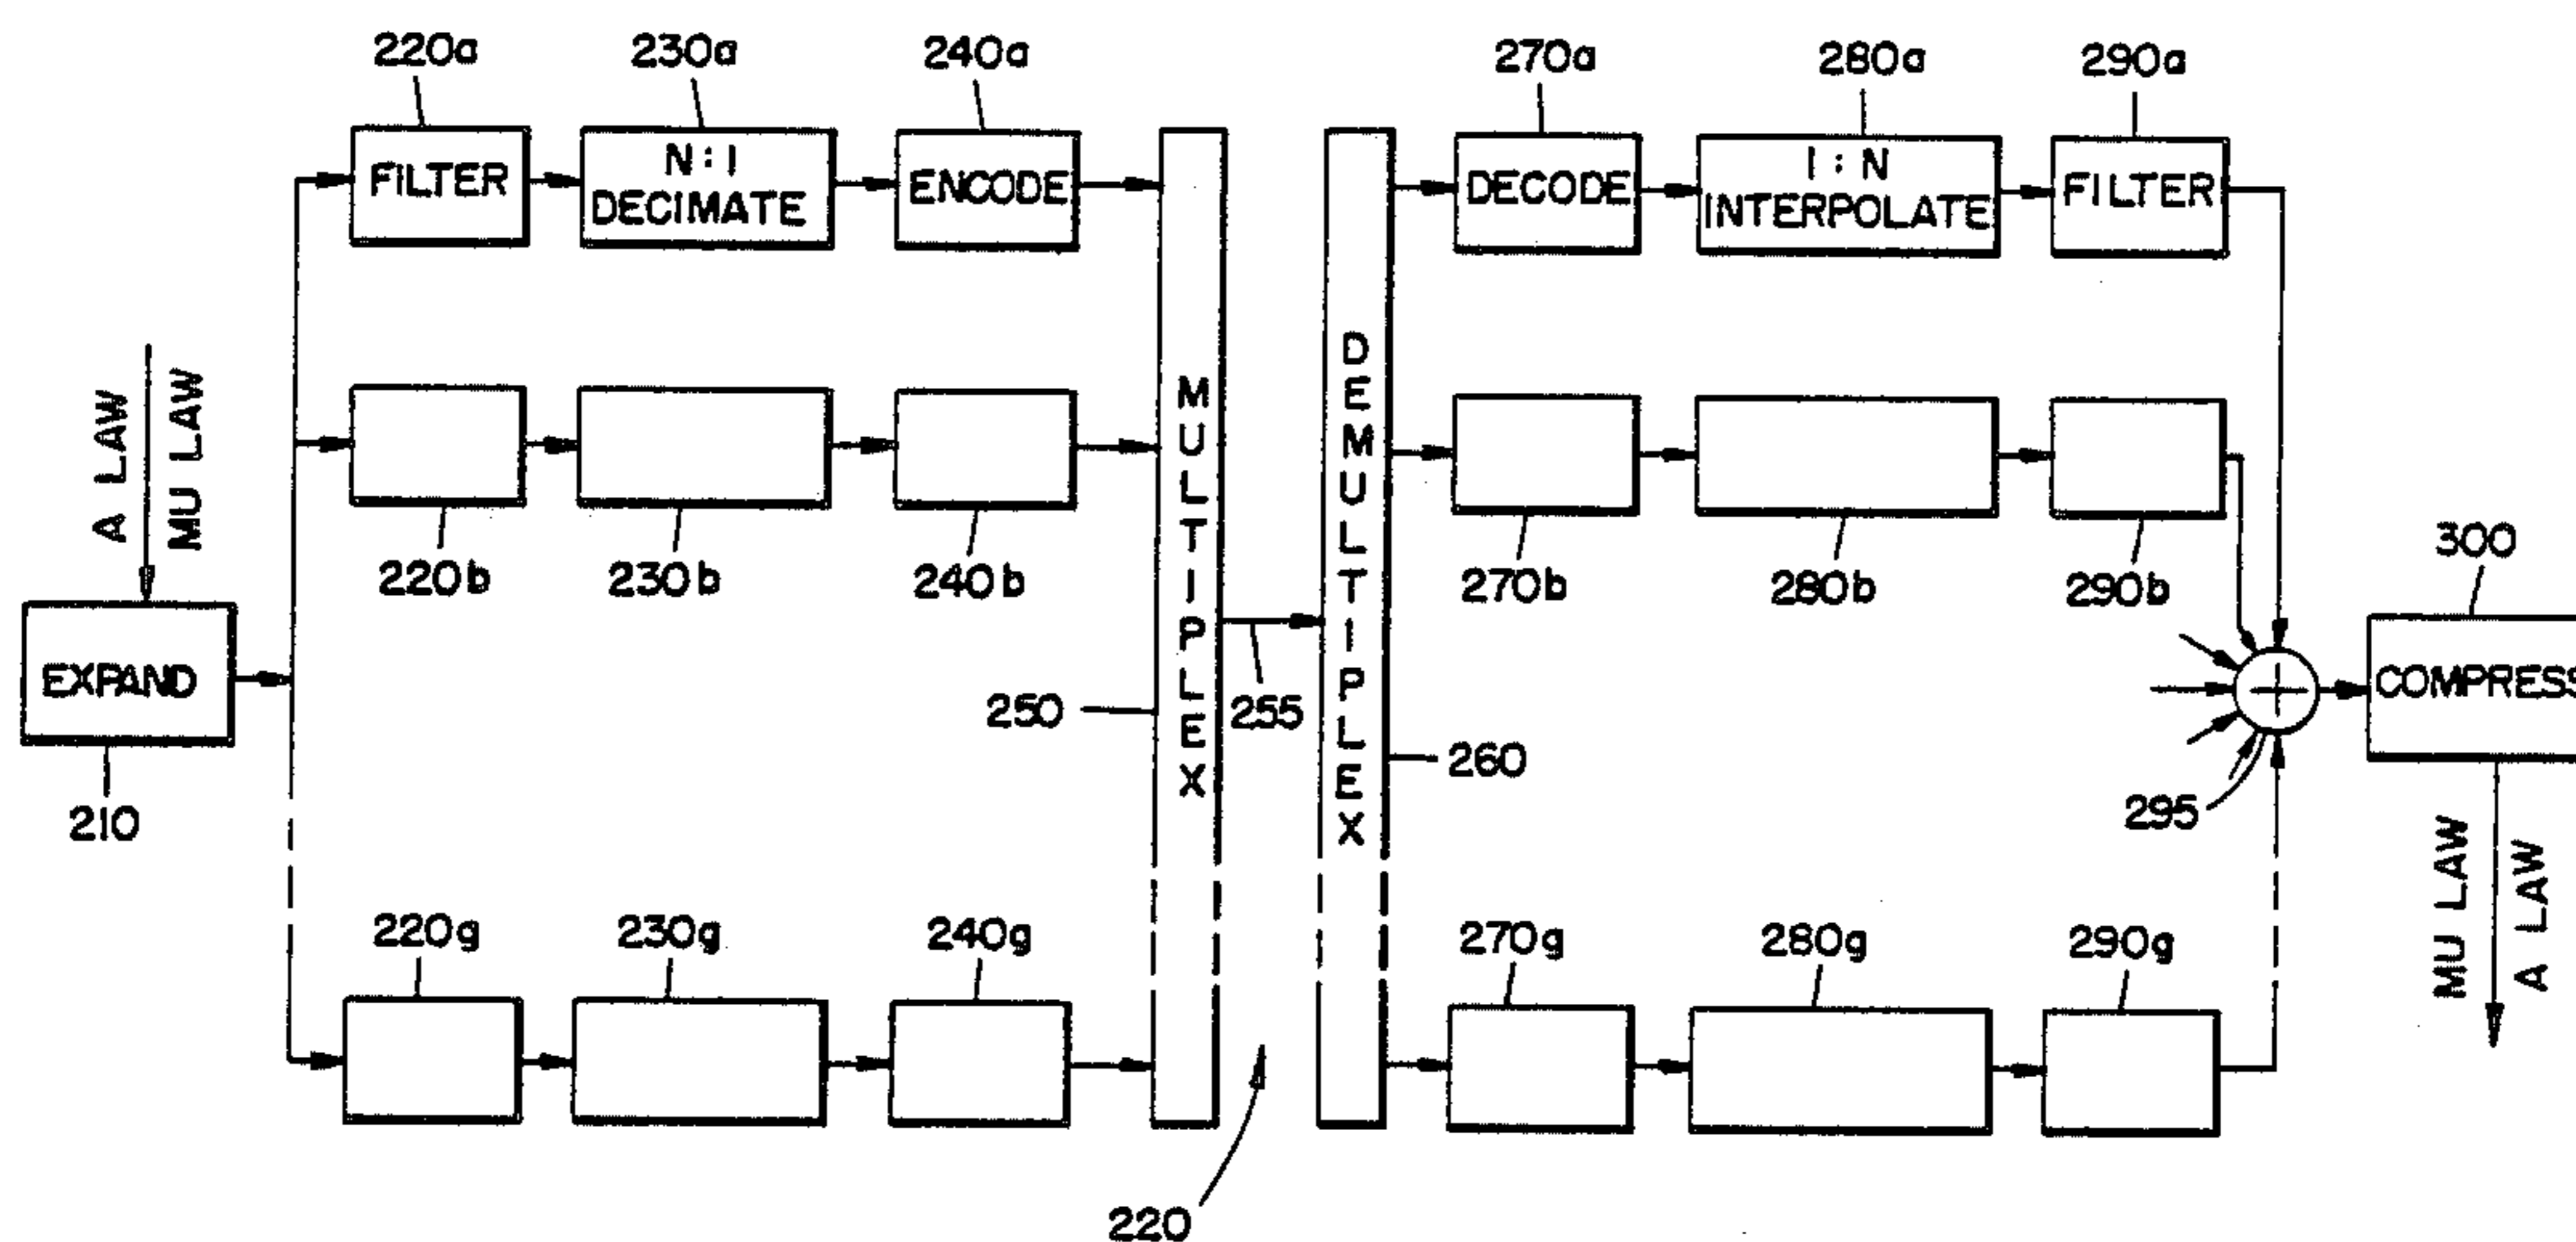 220a
230a
240a
270a
280a
290a
FILTER
N:1
DECIMATE
ENCODE
DECODE
1:N
INTERPOLATE
FILTER
A LAW
MU LAW
220b
230b
240b
MULTIPLEX
DEMULTIPLEX
270b
280b
290b
300
EXPAND
210
250
255
260
295
COMPRESS
MU LAW
A LAW
220g
230g
240g
270g
280g
290g
220